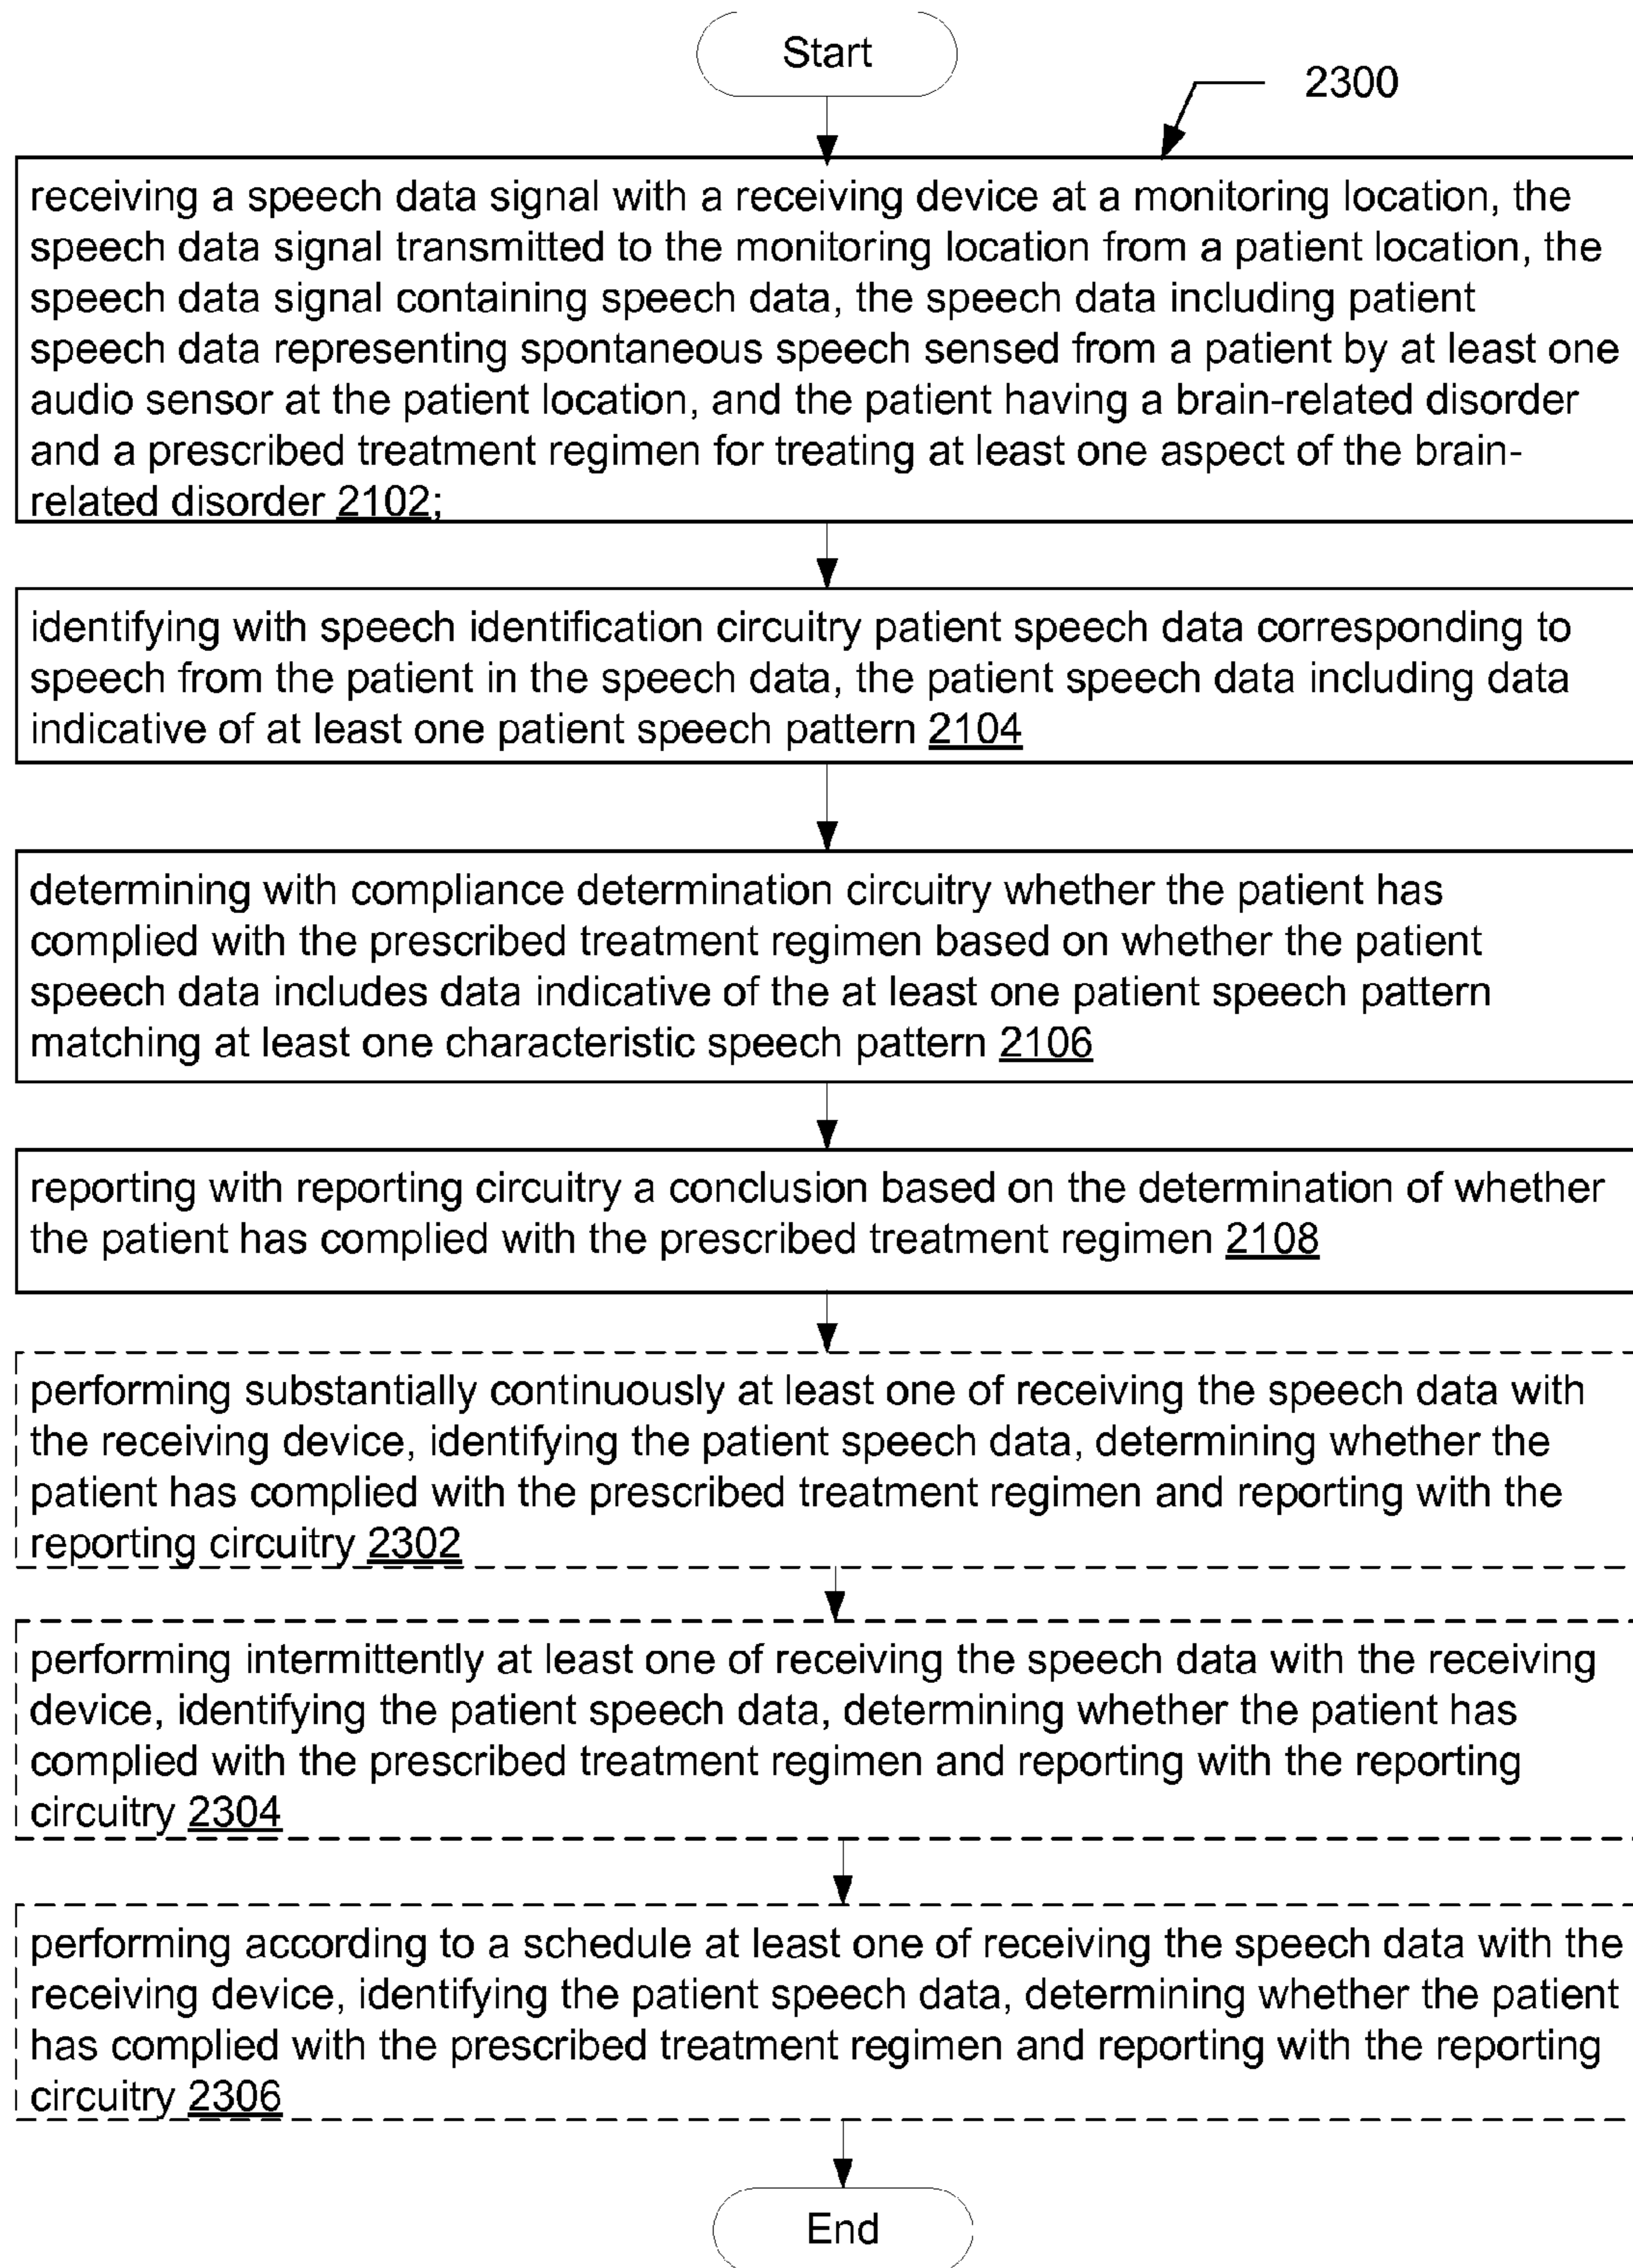 Start
2300
receiving a speech data signal with a receiving device at a monitoring location, the
speech data signal transmitted to the monitoring location from a patient location, the
speech data signal containing speech data, the speech data including patient
speech data representing spontaneous speech sensed from a patient by at least one
audio sensor at the patient location, and the patient having a brain-related disorder
and a prescribed treatment regimen for treating at least one aspect of the brain-
related disorder 2102;
identifying with speech identification circuitry patient speech data corresponding to
speech from the patient in the speech data, the patient speech data including data
indicative of at least one patient speech pattern 2104
determining with compliance determination circuitry whether the patient has
complied with the prescribed treatment regimen based on whether the patient
speech data includes data indicative of the at least one patient speech pattern
matching at least one characteristic speech pattern 2106
reporting with reporting circuitry a conclusion based on the determination of whether
the patient has complied with the prescribed treatment regimen 2108
performing substantially continuously at least one of receiving the speech data with
the receiving device, identifying the patient speech data, determining whether the
patient has complied with the prescribed treatment regimen and reporting with the
reporting circuitry 2302
performing intermittently at least one of receiving the speech data with the receiving
device, identifying the patient speech data, determining whether the patient has
complied with the prescribed treatment regimen and reporting with the reporting
circuitry 2304
performing according to a schedule at least one of receiving the speech data with the
receiving device, identifying the patient speech data, determining whether the patient
has complied with the prescribed treatment regimen and reporting with the reporting
circuitry 2306
End